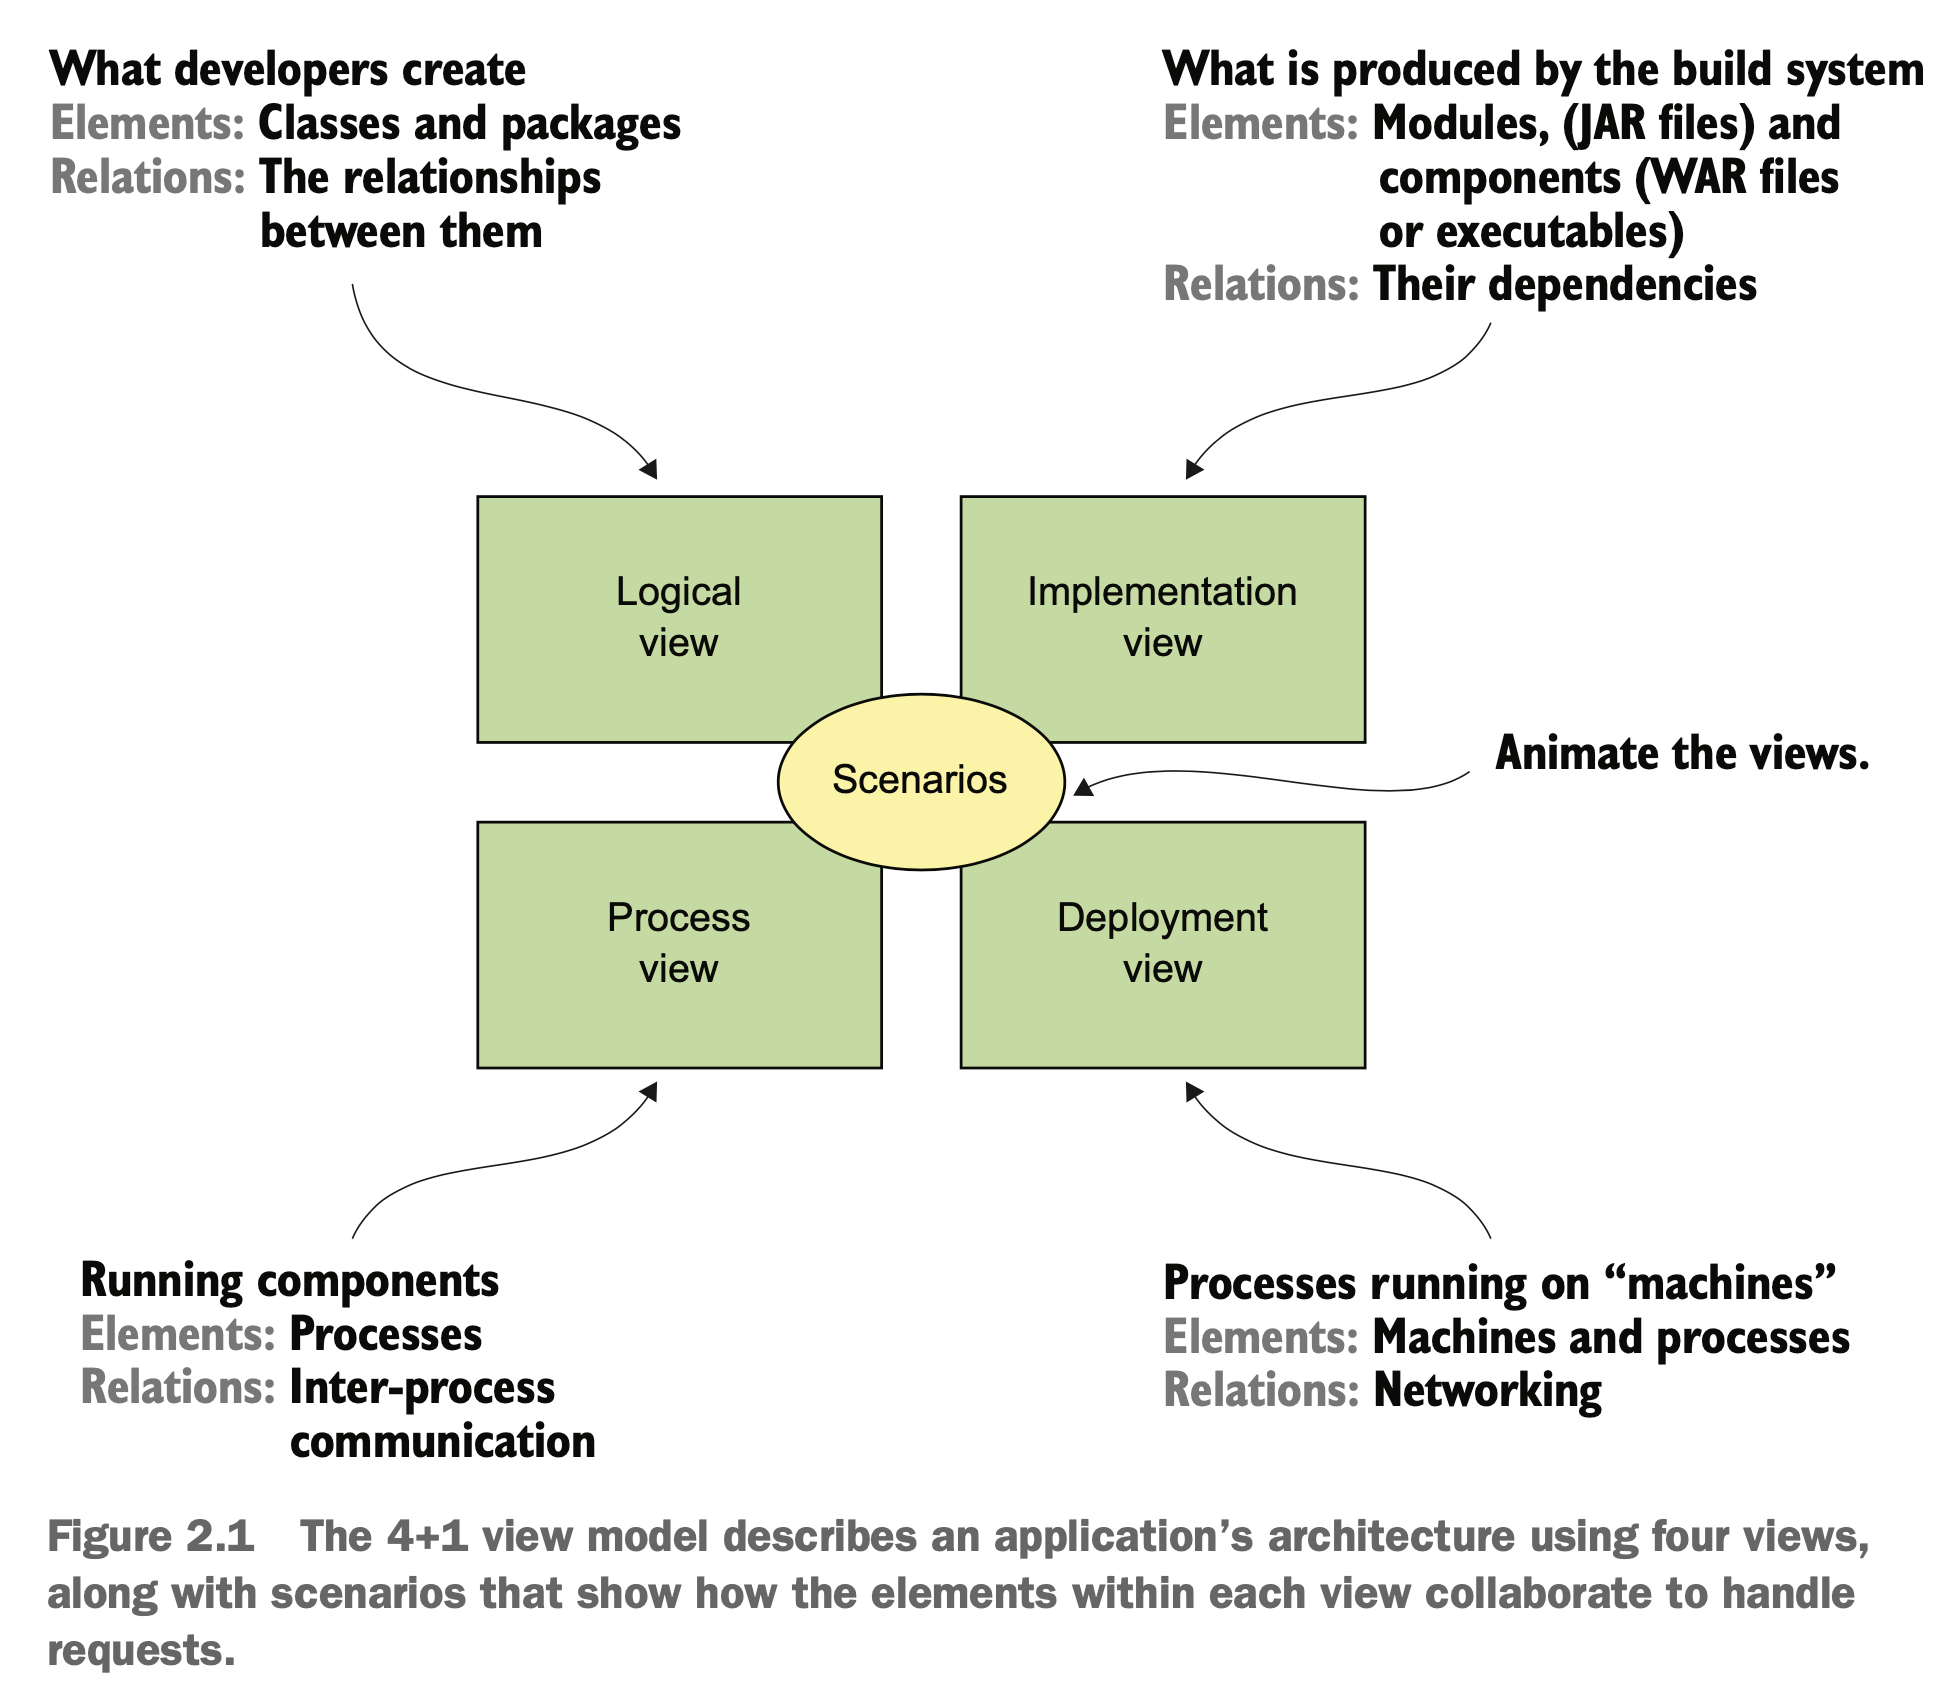 What developers create
Elements: Classes and packages
Relations: The relationships
between them
What is produced by the build system
Elements: Modules, (JAR files) and
components (WAR files
or executables)
Relations: Their dependencies
Logical
view
Implementation
view
Scenarios
Animate the views.
Process
view
Deployment
view
Running components
Elements: Processes
Relations: Inter-process
communication
Processes running on “machines”
Elements: Machines and processes
Relations: Networking
Figure 2.1 The 4+1 view model describes an application’s architecture using four views,
along with scenarios that show how the elements within each view collaborate to handle
requests.